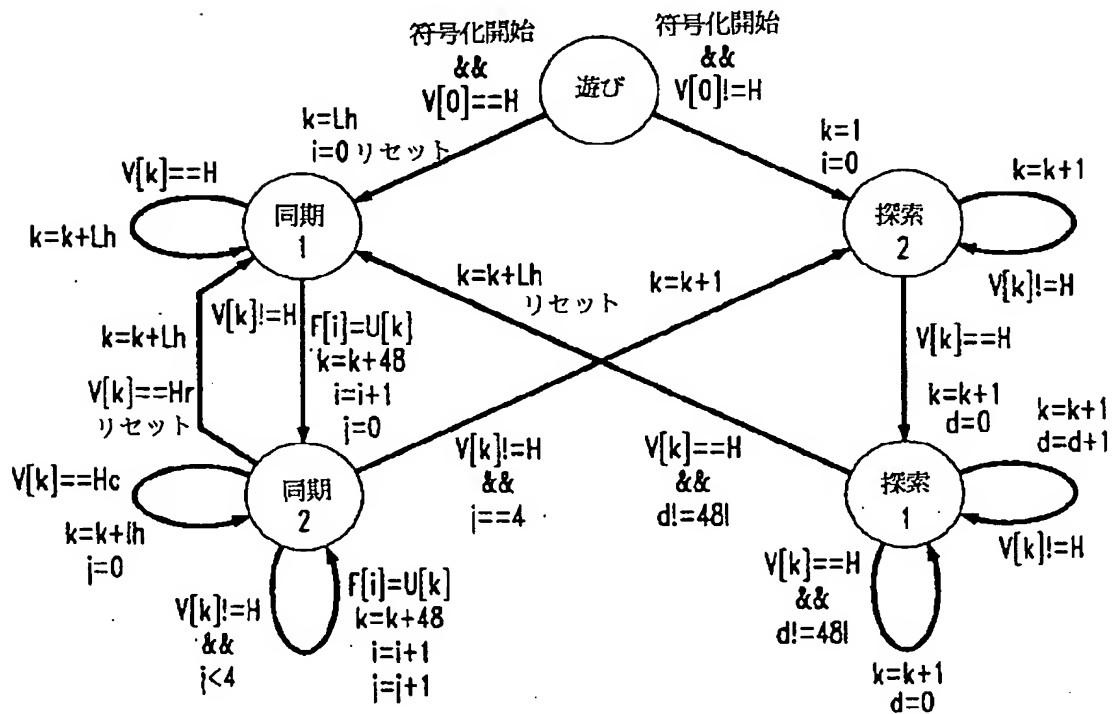 符号化開始
&&
V[0]==H
遊び
符号化開始
&&
V[0]!=H
k=Lh
i=0 リセット
k=1
i=0
V[k]==H
k=k+Lh
同期
1
探索
2
k=k+1
V[k]!=H
k=k+Lh
V[k]==Hr
リセット
V[k]!=H
F[i]=U[k]
k=k+48
i=i+1
j=0
k=k+Lh
リセット
k=k+1
V[k]==H
k=k+1
d=0
V[k]==Hc
k=k+lh
j=0
同期
2
V[k]!=H
&&
j==4
V[k]==H
&&
d!=48l
探索
1
k=k+1
d=d+1
V[k]!=H
V[k]!=H
&&
j<4
F[i]=U[k]
k=k+48
i=i+1
j=j+1
V[k]==H
&&
d!=48l
k=k+1
d=0